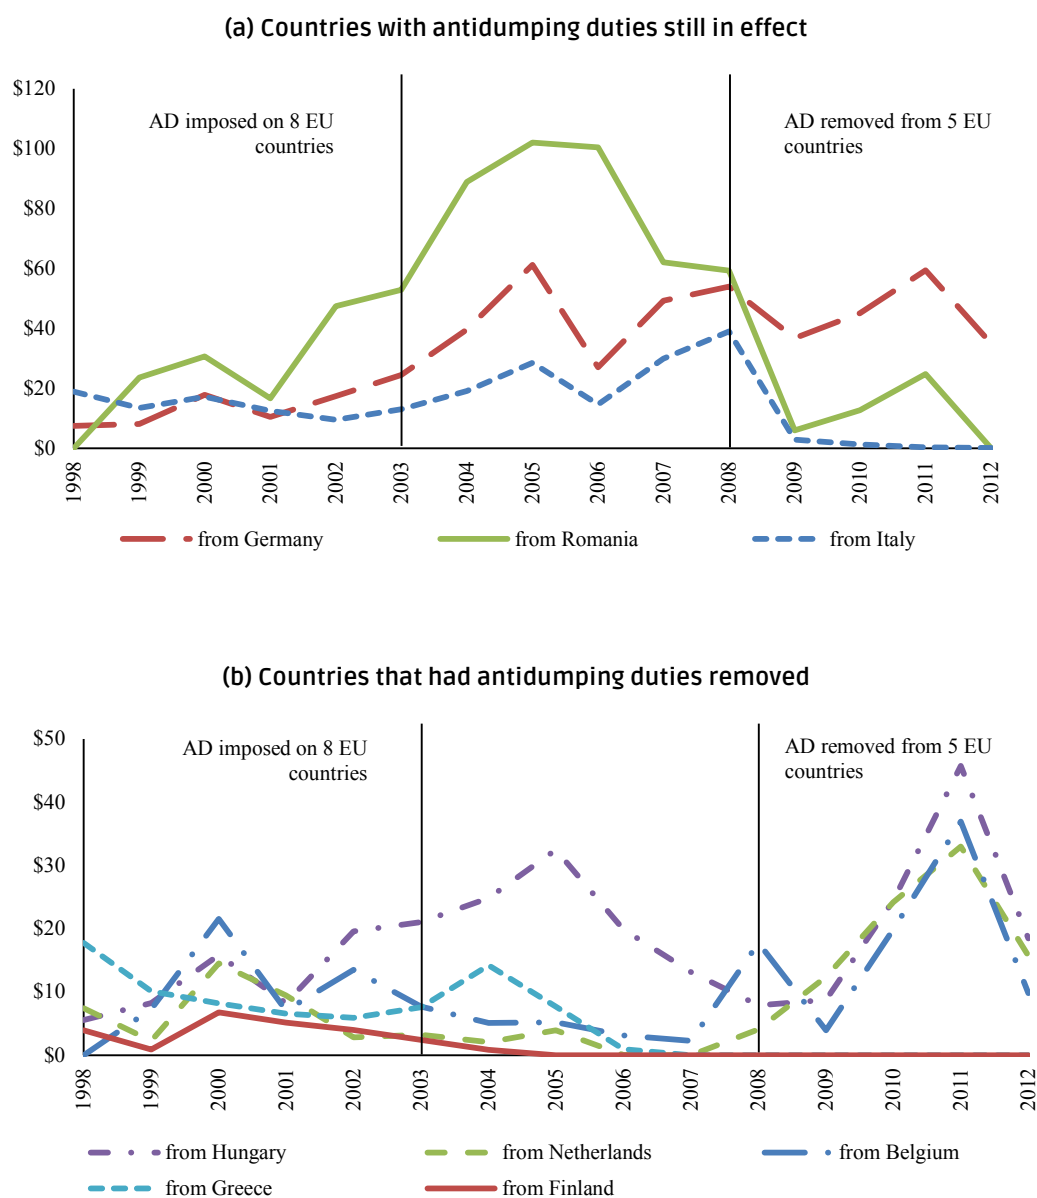 (a) Countries with antidumping duties still in effect
$120
$100
$80
$60
$40
$20
$0
AD imposed on 8 EU
countries
AD removed from 5 EU
countries
1998
1999
2000
2001
2002
2003
2004
2005
2006
2007
2008
2009
2010
2011
2012
from Germany
from Romania
from Italy
(b) Countries that had antidumping duties removed
$50
$40
$30
$20
$10
$0
AD imposed on 8 EU
countries
AD removed from 5 EU
countries
1998
1999
2000
2001
2002
2003
2004
2005
2006
2007
2008
2009
2010
2011
2012
from Hungary
from Netherlands
from Belgium
from Greece
from Finland